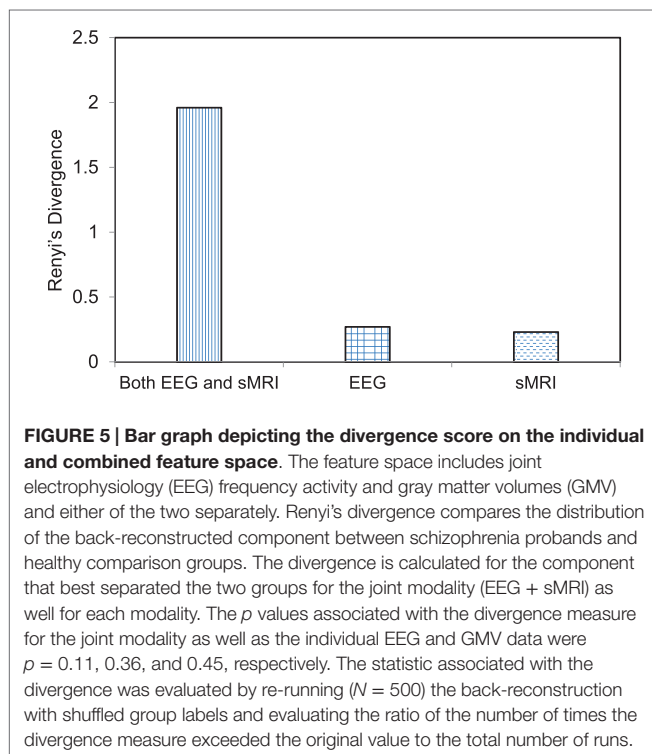 2.5
2
1.5
1
0.5
0
Renyi's Divergence
Both EEG and sMRI EEG sMRI
FIGURE 5 | Bar graph depicting the divergence score on the individual
and combined feature space. The feature space includes joint
electrophysiology (EEG) frequency activity and gray matter volumes (GMV)
and either of the two separately. Renyi's divergence compares the distribution
of the back-reconstructed component between schizophrenia probands and
healthy comparison groups. The divergence is calculated for the component
that best separated the two groups for the joint modality (EEG + sMRI) as
well for each modality. The p values associated with the divergence measure
for the joint modality as well as the individual EEG and GMV data were
p = 0.11, 0.36, and 0.45, respectively. The statistic associated with the
divergence was evaluated by re-running (N = 500) the back-reconstruction
with shuffled group labels and evaluating the ratio of the number of times the
divergence measure exceeded the original value to the total number of runs.